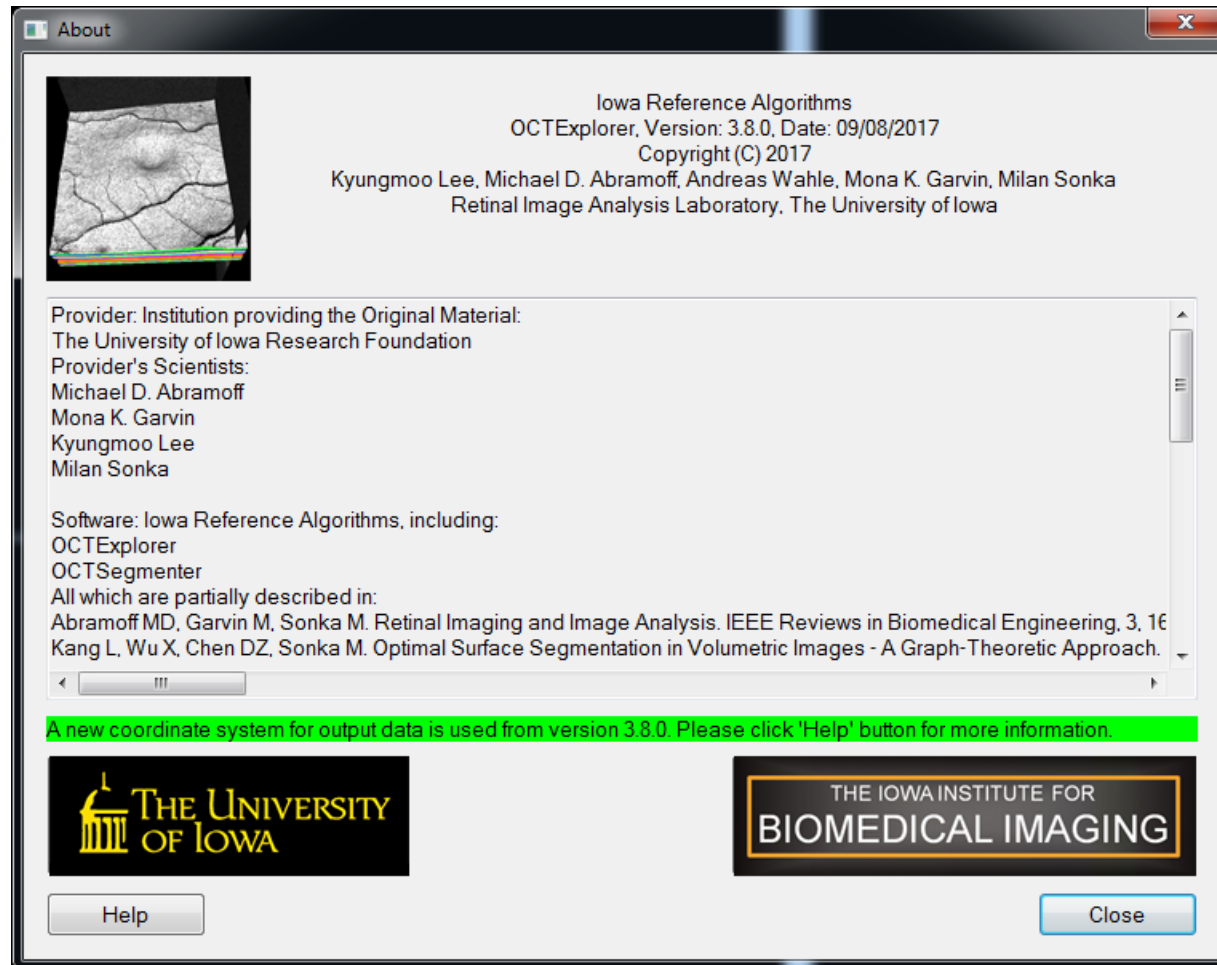 About
Iowa Reference Algorithms
OCTExplorer, Version: 3.8.0, Date: 09/08/2017
Copyright (C) 2017
Kyungmoo Lee, Michael D. Abramoff, Andreas Wahle, Mona K. Garvin, Milan Sonka
Retinal Image Analysis Laboratory, The University of Iowa
Provider: Institution providing the Original Material:
The University of Iowa Research Foundation
Provider's Scientists:
Michael D. Abramoff
Mona K. Garvin
Kyungmoo Lee
Milan Sonka
Software: Iowa Reference Algorithms, including:
OCTExplorer
OCTSegmenter
All which are partially described in:
Abramoff MD, Garvin M, Sonka M. Retinal Imaging and Image Analysis. IEEE Reviews in Biomedical Engineering, 3, 16
Kang L, Wu X, Chen DZ, Sonka M. Optimal Surface Segmentation in Volumetric Images - A Graph-Theoretic Approach.
A new coordinate system for output data is used from version 3.8.0. Please click 'Help' button for more information.
THE UNIVERSITY
OF IOWA
THE IOWA INSTITUTE FOR
BIOMEDICAL IMAGING
Help
Close